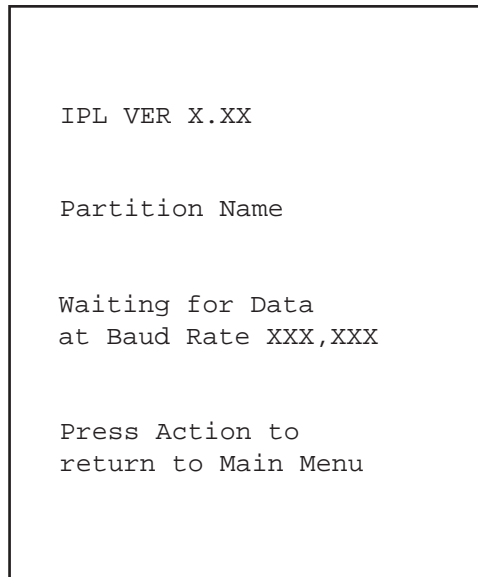 IPL VER X.XX
Partition Name
Waiting for Data
at Baud Rate XXX,XXX
Press Action to
return to Main Menu